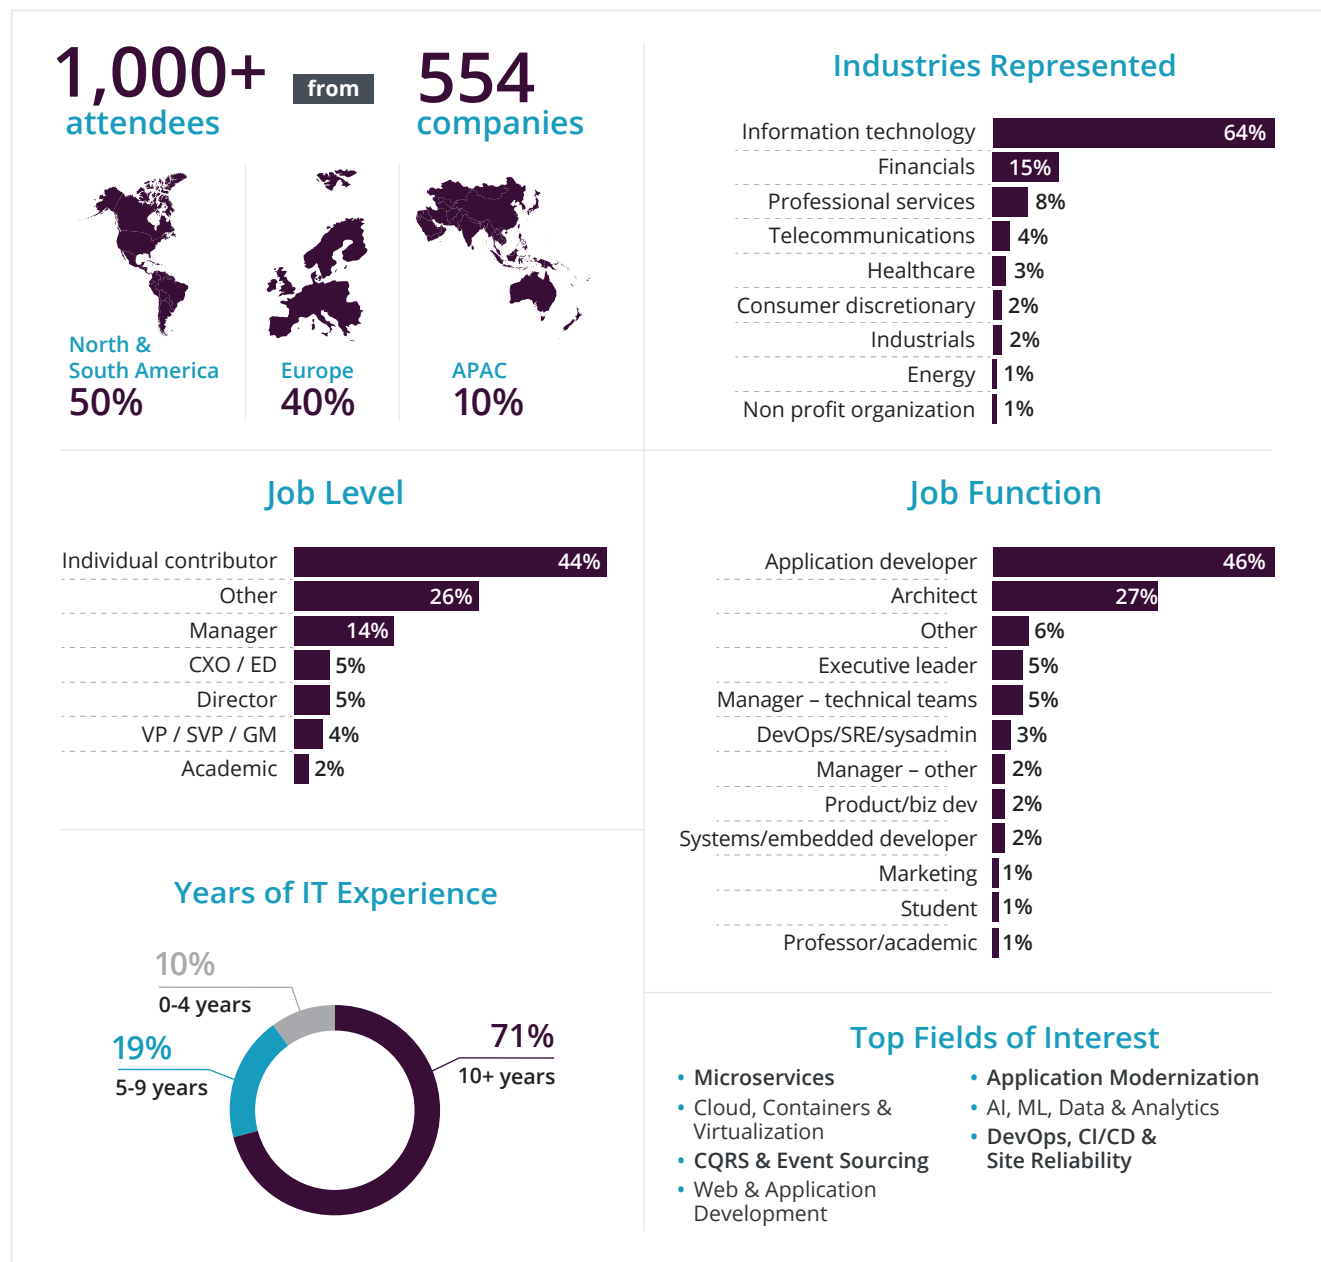 1,000+
attendees
from
554
companies
North &
South America
50%
Europe
40%
APAC
10%
Industries Represented
Information technology 64%
Financials 15%
Professional services 8%
Telecommunications 4%
Healthcare 3%
Consumer discretionary 2%
Industrials 2%
Energy 1%
Non profit organization 1%
Job Level
Individual contributor 44%
Other 26%
Manager 14%
CXO / ED 5%
Director 5%
VP / SVP / GM 4%
Academic 2%
Job Function
Application developer 46%
Architect 27%
Other 6%
Executive leader 5%
Manager – technical teams 5%
DevOps/SRE/sysadmin 3%
Manager – other 2%
Product/biz dev 2%
Systems/embedded developer 2%
Marketing 1%
Student 1%
Professor/academic 1%
Years of IT Experience
10%
0-4 years
19%
5-9 years
71%
10+ years
Top Fields of Interest
• Microservices
• Cloud, Containers &
Virtualization
• CQRS & Event Sourcing
• Web & Application
Development
• Application Modernization
• AI, ML, Data & Analytics
• DevOps, CI/CD &
Site Reliability